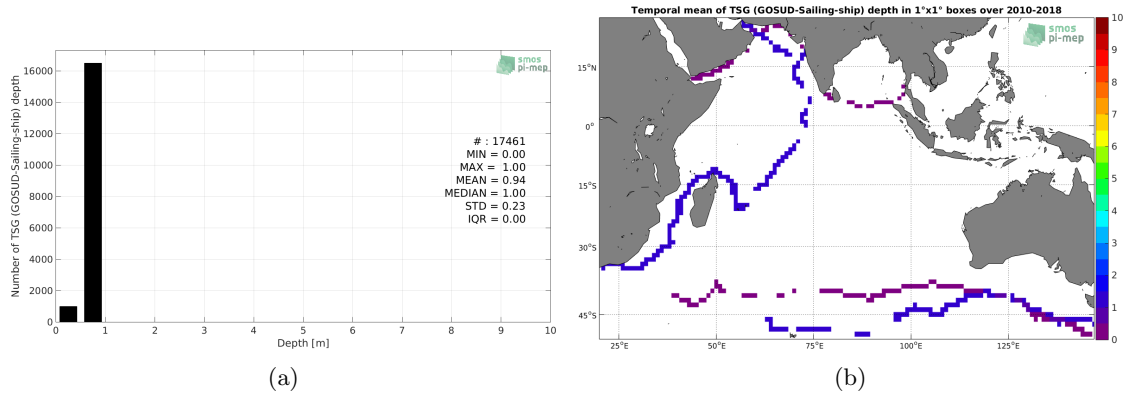 Number of TSG (GOSUD-Sailing-ship) depth
16000
14000
12000
10000
8000
6000
4000
2000
0
0 1 2 3 4 5 6 7 8 9 10
Depth [m]
smos
pi-mep
# : 17461
MIN = 0.00
MAX = 1.00
MEAN = 0.94
MEDIAN = 1.00
STD = 0.23
IQR = 0.00
(a)
Temporal mean of TSG (GOSUD-Sailing-ship) depth in 1°x1° boxes over 2010-2018
smos
pi-mep
15°N
0°
15°S
30°S
45°S
25°E 50°E 75°E 100°E 125°E
10
9
8
7
6
5
4
3
2
1
0
(b)